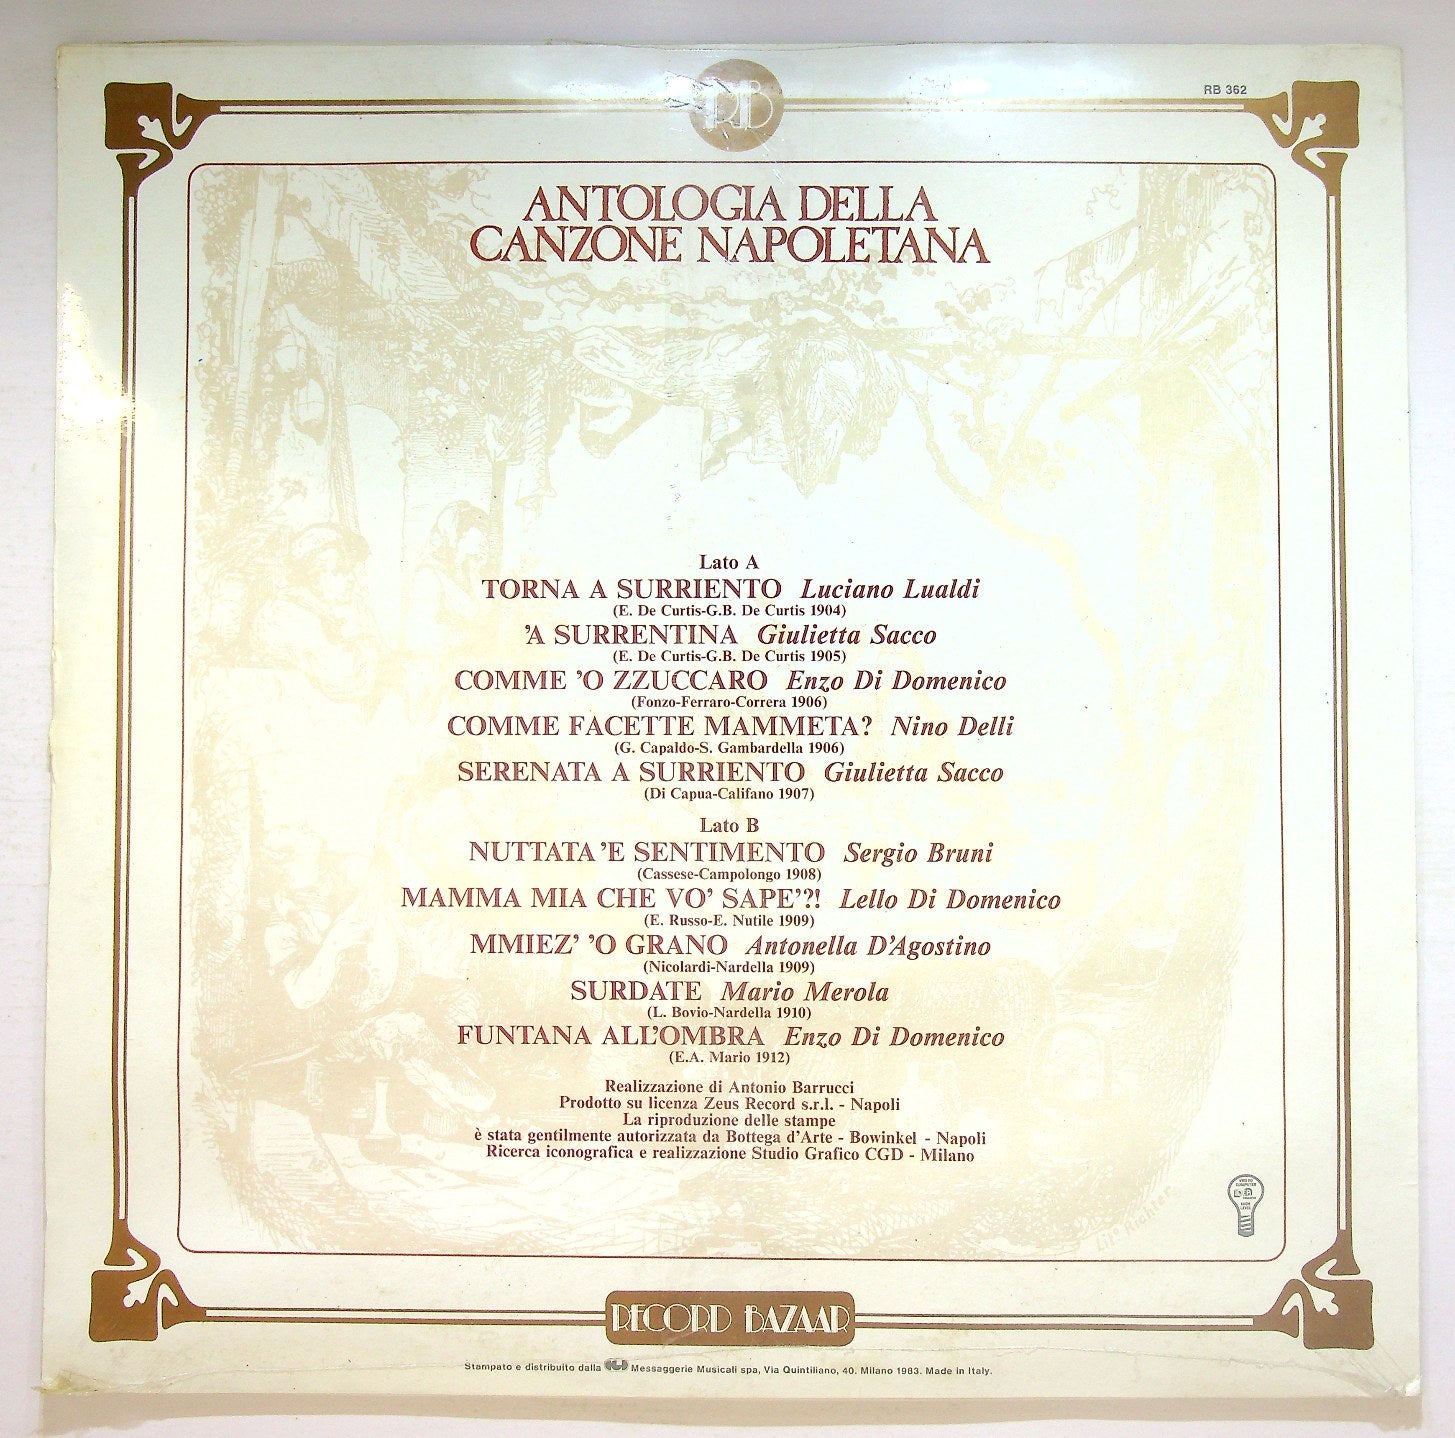 RB
RB 362
ANTOLOGIA DELLA
CANZONE NAPOLETANA
Lato A
TORNA A SURRIENTO Luciano Lualdi
(E. De Curtis-G.B. De Curtis 1904)
'A SURRENTINA Giulietta Sacco
(E. De Curtis-G.B. De Curtis 1905)
COMME 'O ZZUCCARO Enzo Di Domenico
(Fonzo-Ferraro-Correra 1906)
COMME FACETTE MAMMETA? Nino Delli
(G. Capaldo-S. Gambardella 1906)
SERENATA A SURRIENTO Giulietta Sacco
(Di Capua-Califano 1907)
Lato B
NUTTATA 'E SENTIMENTO Sergio Bruni
(Cassese-Campolongo 1908)
MAMMA MIA CHE VO' SAPE'?! Lello Di Domenico
(E. Russo-E. Nutile 1909)
MMIEZ' 'O GRANO Antonella D'Agostino
(Nicolardi-Nardella 1909)
SURDATE Mario Merola
(L. Bovio-Nardella 1910)
FUNTANA ALL'OMBRA Enzo Di Domenico
(E.A. Mario 1912)
Realizzazione di Antonio Barrucci
Prodotto su licenza Zeus Record s.r.l. - Napoli
La riproduzione delle stampe
è stata gentilmente autorizzata da Bottega d'Arte - Bowinkel - Napoli
Ricerca iconografica e realizzazione Studio Grafico CGD - Milano
RECORD BAZAAR
Stampato e distribuito dalla CGD Messaggerie Musicali spa, Via Quintiliano, 40. Milano 1983. Made in Italy.